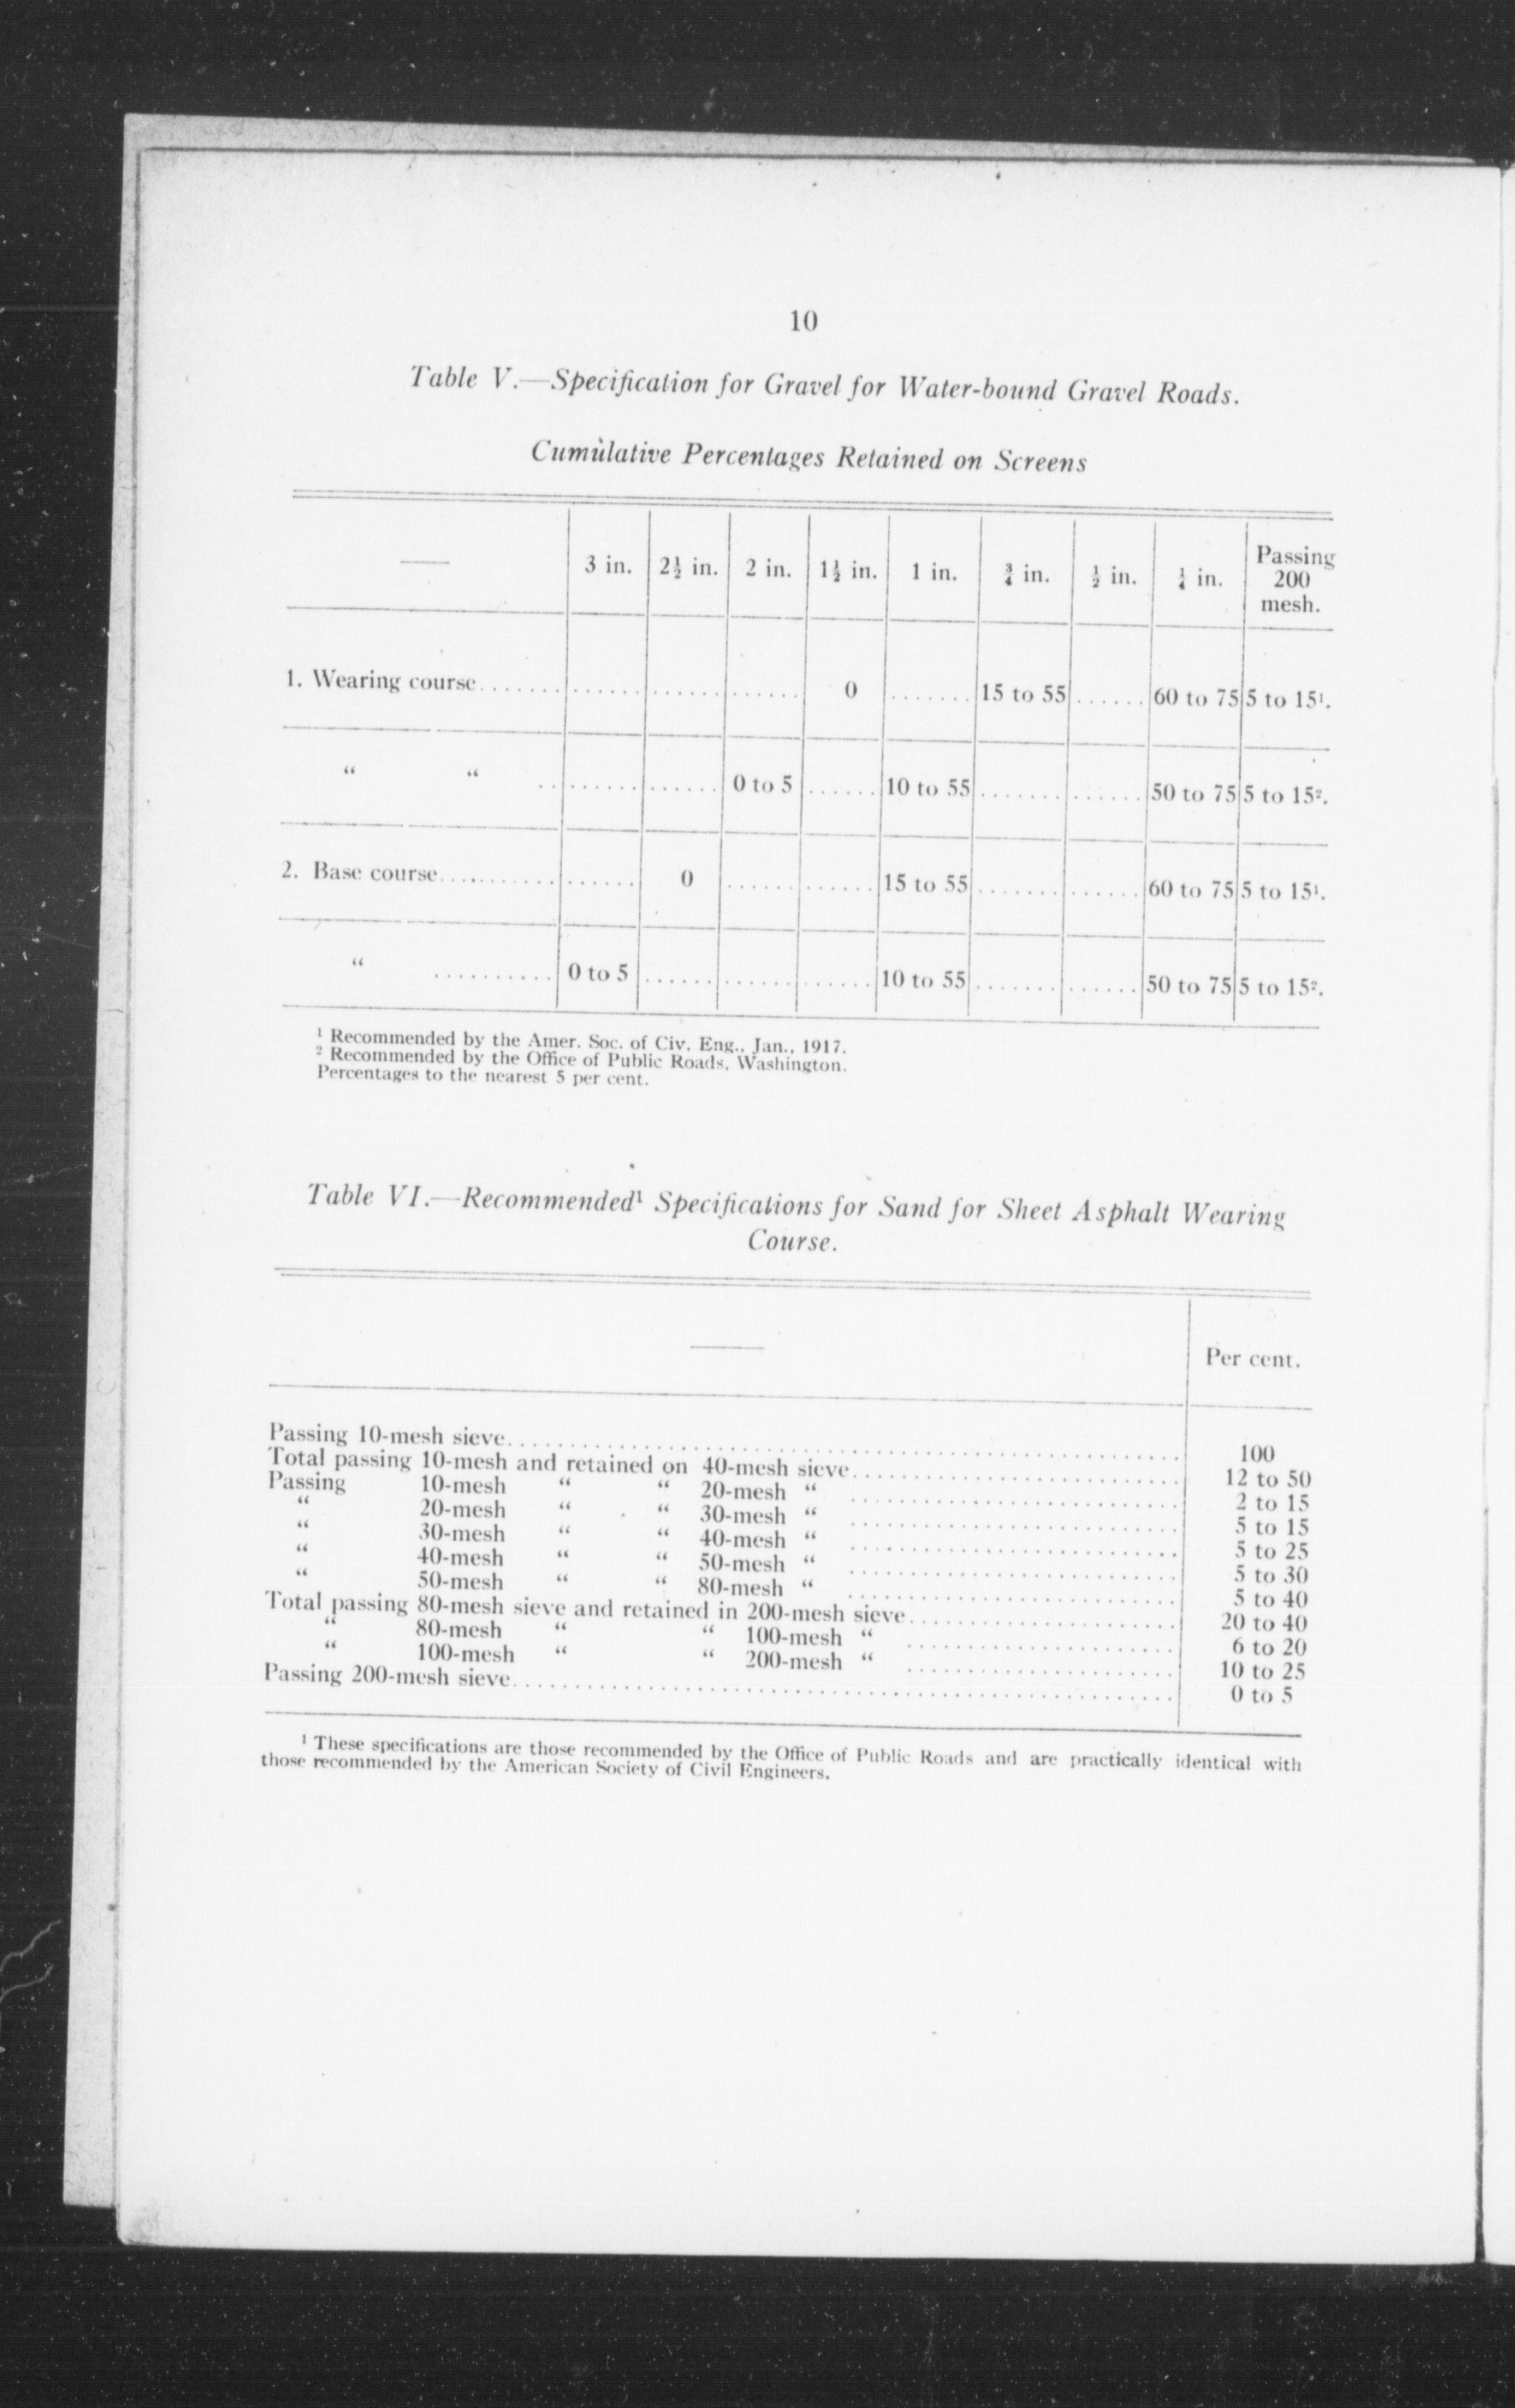 10
Table V.—Specification for Gravel for Water-bound Gravel Roads.
Cumulative Percentages Retained on Screens
— 3 in. 2½ in. 2 in. 1½ in. 1 in. ¾ in. ½ in. ¼ in. Passing 200 mesh.
1. Wearing course....... ...... ...... ...... 0 ....... 15 to 55 ...... 60 to 75 5 to 15¹.
“ “ .. ........ ...... 0 to 5 ...... 10 to 55 ....... ...... 50 to 75 5 to 15².
2. Base course........... ...... 0 ...... ...... 15 to 55 ....... ...... 60 to 75 5 to 15¹.
“ .......... 0 to 5 ...... ...... ...... 10 to 55 ....... ...... 50 to 75 5 to 15².
¹ Recommended by the Amer. Soc. of Civ. Eng., Jan., 1917.
² Recommended by the Office of Public Roads, Washington.
Percentages to the nearest 5 per cent.
Table VI.—Recommended¹ Specifications for Sand for Sheet Asphalt Wearing
Course.
— Per cent.
Passing 10-mesh sieve........ 100
Total passing 10-mesh and retained on 40-mesh sieve........ 12 to 50
Passing 10-mesh “ “ 20-mesh “ ........ 2 to 15
“ 20-mesh “ “ 30-mesh “ ........ 5 to 15
“ 30-mesh “ “ 40-mesh “ ........ 5 to 25
“ 40-mesh “ “ 50-mesh “ ........ 5 to 30
“ 50-mesh “ “ 80-mesh “ ........ 5 to 40
Total passing 80-mesh sieve and retained in 200-mesh sieve........ 20 to 40
“ 80-mesh “ “ 100-mesh “ ........ 6 to 20
“ 100-mesh “ “ 200-mesh “ ........ 10 to 25
Passing 200-mesh sieve........ 0 to 5
¹ These specifications are those recommended by the Office of Public Roads and are practically identical with
those recommended by the American Society of Civil Engineers.